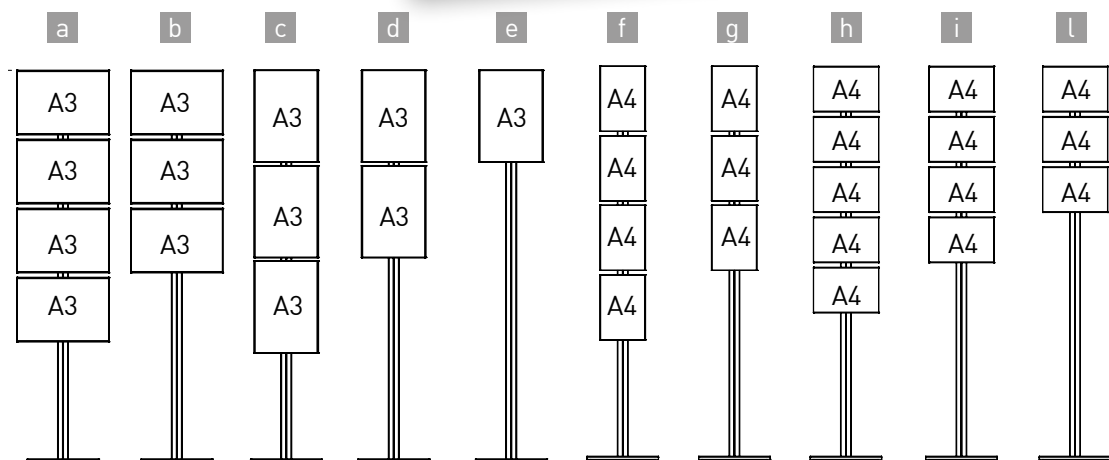 a b c d e f g h i l
A3 A3 A3 A3 A3 A4 A4 A4 A4 A4
A3 A3 A3 A3 A4 A4 A4 A4 A4
A3 A3 A3 A4 A4 A4 A4 A4
A3 A4 A4 A4
A4